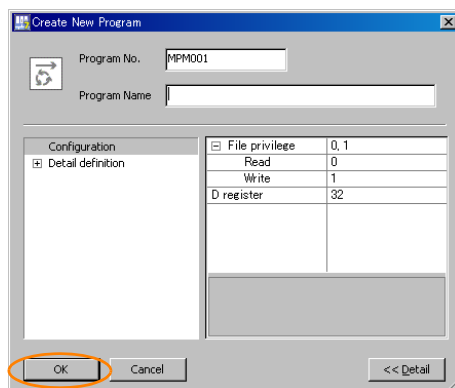 Create New Program
Program No. MPM001
Program Name
Configuration
Detail definition
File privilege 0, 1
Read 0
Write 1
D register 32
OK Cancel << Detail